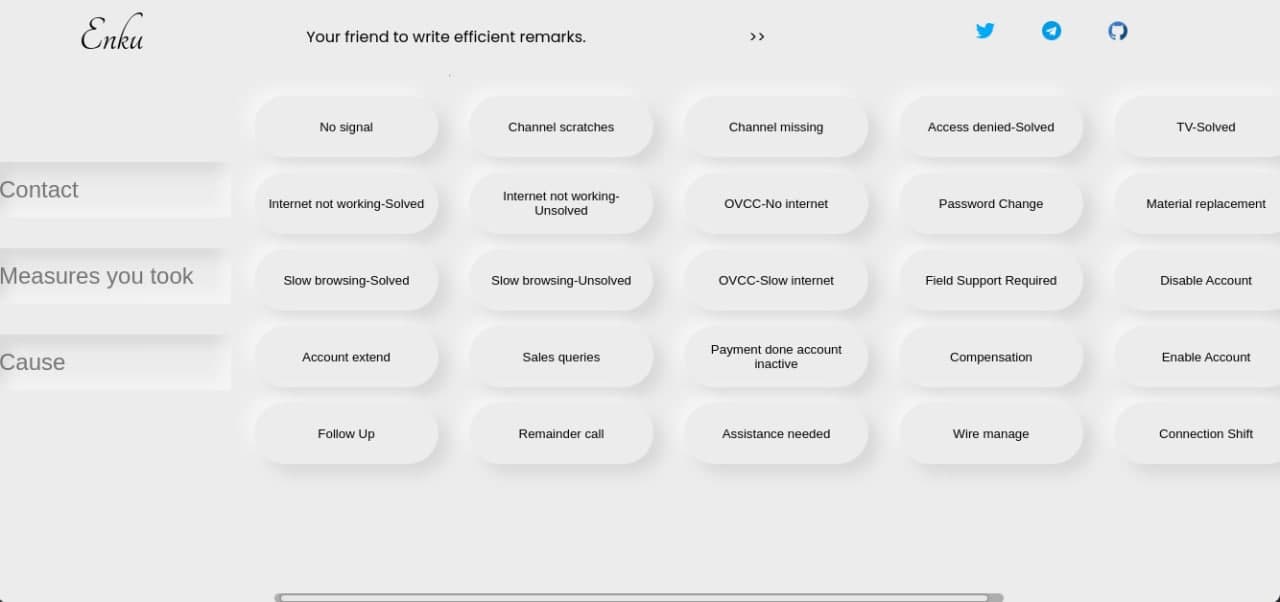 Enku
Your friend to write efficient remarks.
>>
Contact
Measures you took
Cause
No signal
Channel scratches
Channel missing
Access denied-Solved
TV-Solved
Internet not working-Solved
Internet not working-
Unsolved
OVCC-No internet
Password Change
Material replacement
Slow browsing-Solved
Slow browsing-Unsolved
OVCC-Slow internet
Field Support Required
Disable Account
Account extend
Sales queries
Payment done account
inactive
Compensation
Enable Account
Follow Up
Remainder call
Assistance needed
Wire manage
Connection Shift